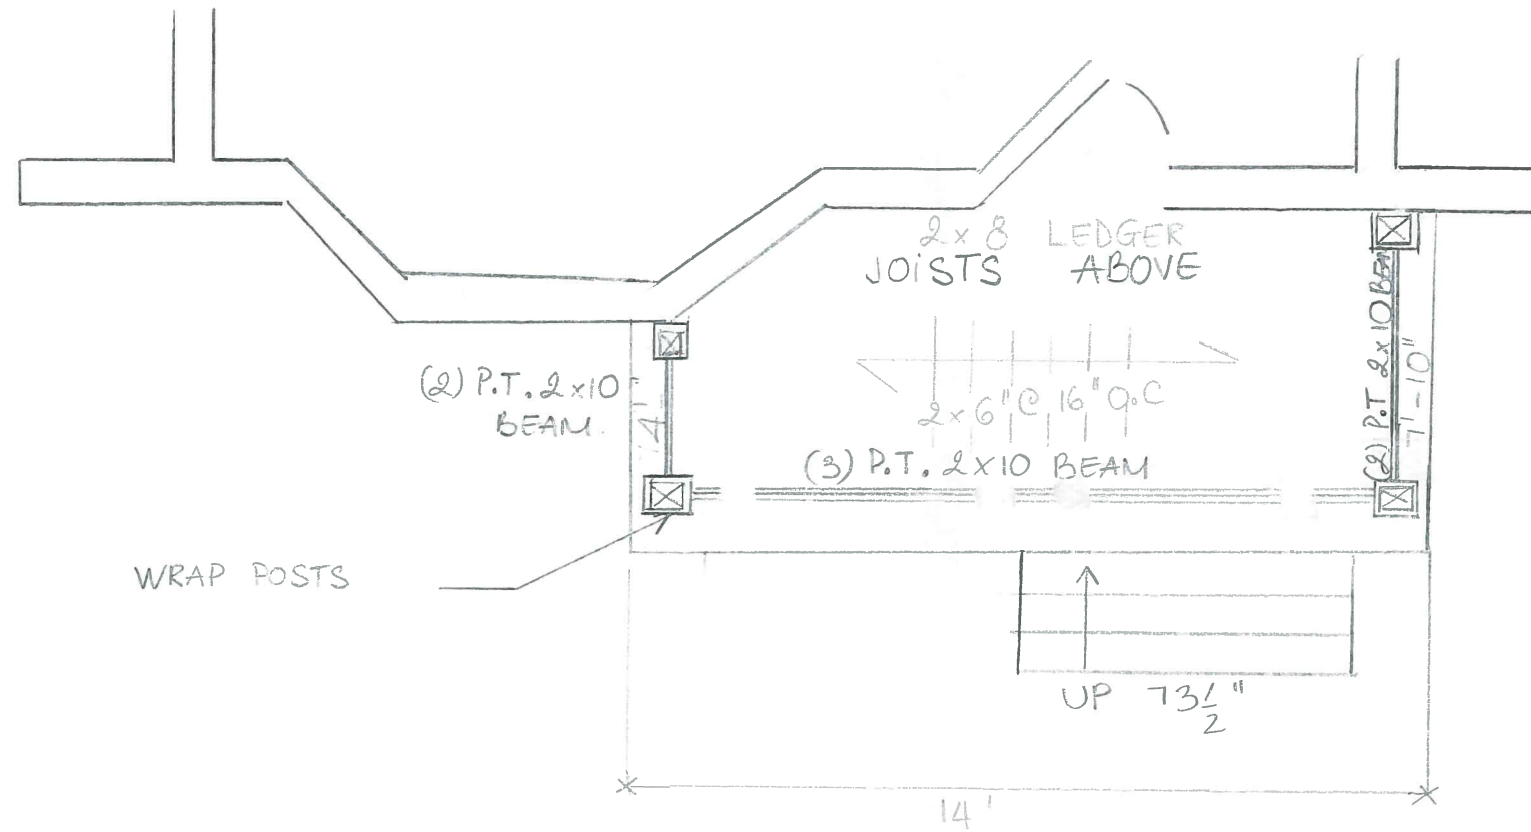 2x8 LEDGER
JOiSTS ABOVE
(2) P.T. 2x10 BEAM
7'-10"
(2) P.T. 2x10
BEAM.
4'
2x6" @ 16" O.C
(3) P.T. 2x10 BEAM
WRAP POSTS
UP 73 1/2"
14'